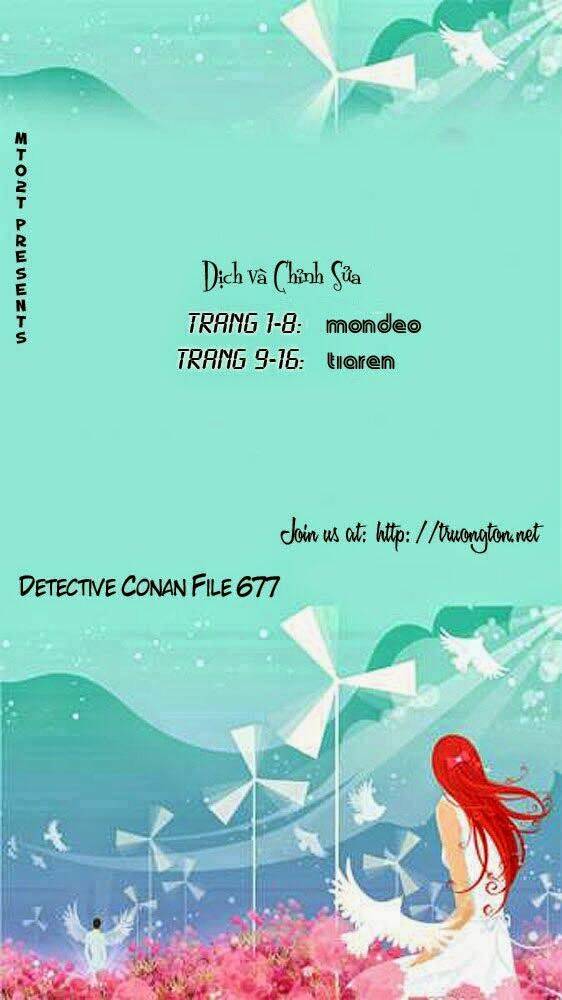 MTO2T PRESENTS
Dịch và Chỉnh Sửa
TRANG 1-8: mondeo
TRANG 9-16: tiaren
Join us at: http://truongton.net
DETECTIVE CONAN FILE 677